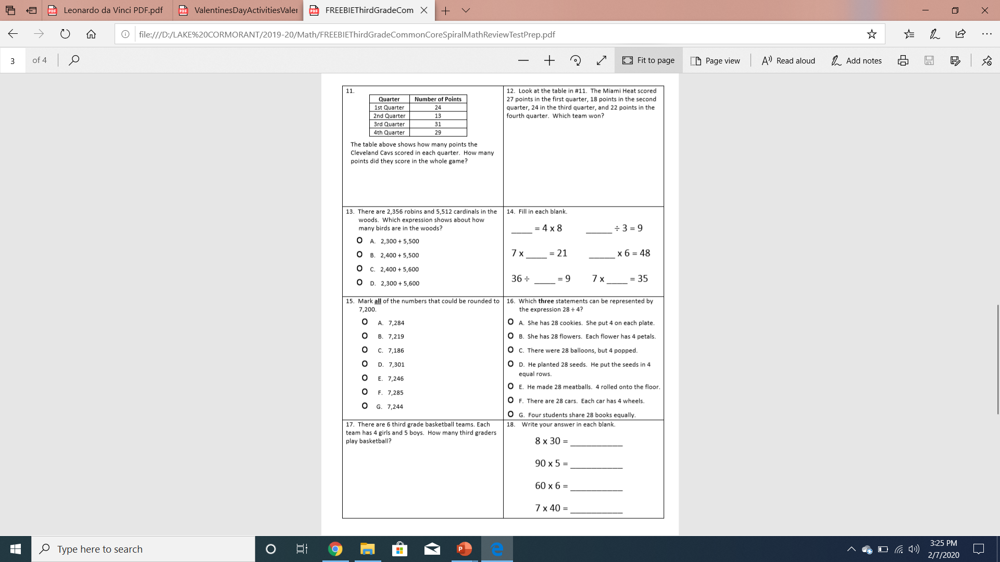 Leonardo da Vinci PDF.pdf
ValentinesDayActivitiesValer
FREEBIEThirdGradeCom
file:///D:/LAKE%20CORMORANT/2019-20/Math/FREEBIEThirdGradeCommonCoreSpiralMathReviewTestPrep.pdf
3 of 4
Fit to page
Page view
Read aloud
Add notes
11.
Quarter Number of Points
1st Quarter 24
2nd Quarter 13
3rd Quarter 31
4th Quarter 29
The table above shows how many points the
Cleveland Cavs scored in each quarter. How many
points did they score in the whole game?
12. Look at the table in #11. The Miami Heat scored
27 points in the first quarter, 18 points in the second
quarter, 24 in the third quarter, and 22 points in the
fourth quarter. Which team won?
13. There are 2,356 robins and 5,512 cardinals in the
woods. Which expression shows about how
many birds are in the woods?
O A. 2,300 + 5,500
O B. 2,400 + 5,500
O C. 2,400 + 5,600
O D. 2,300 + 5,600
14. Fill in each blank.
____ = 4 x 8 _____ ÷ 3 = 9
7 x ____ = 21 _____ x 6 = 48
36 ÷ ____ = 9 7 x ____ = 35
15. Mark all of the numbers that could be rounded to
7,200.
O A. 7,284
O B. 7,219
O C. 7,186
O D. 7,301
O E. 7,246
O F. 7,285
O G. 7,244
16. Which three statements can be represented by
the expression 28 ÷ 4?
O A. She has 28 cookies. She put 4 on each plate.
O B. She has 28 flowers. Each flower has 4 petals.
O C. There were 28 balloons, but 4 popped.
O D. He planted 28 seeds. He put the seeds in 4
equal rows.
O E. He made 28 meatballs. 4 rolled onto the floor.
O F. There are 28 cars. Each car has 4 wheels.
O G. Four students share 28 books equally.
17. There are 6 third grade basketball teams. Each
team has 4 girls and 5 boys. How many third graders
play basketball?
18. Write your answer in each blank.
8 x 30 = __________
90 x 5 = __________
60 x 6 = __________
7 x 40 = __________
Type here to search
3:25 PM
2/7/2020